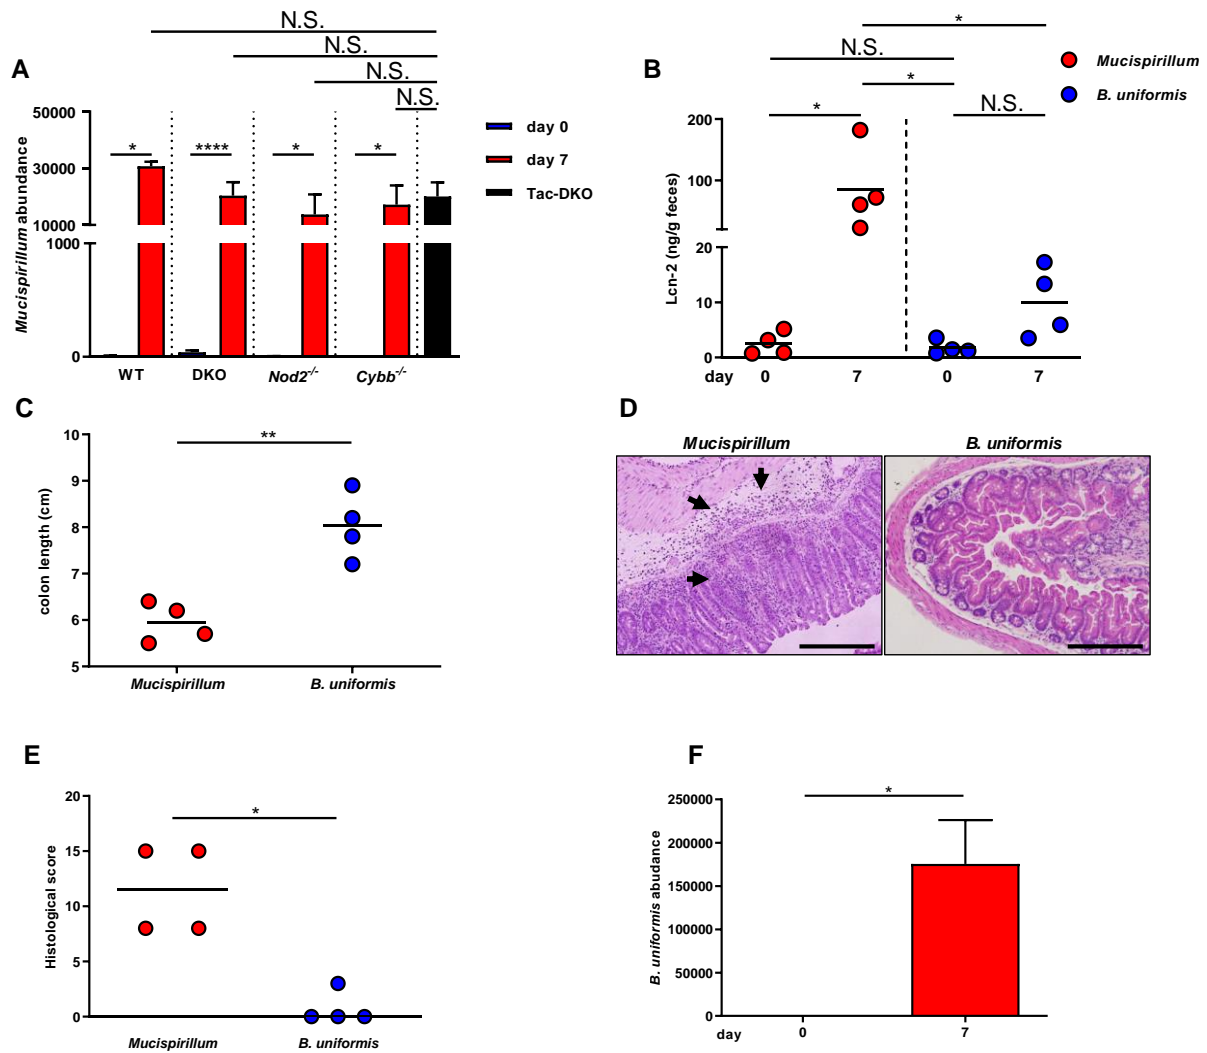 N.S.
N.S.
N.S.
N.S.
A
Mucispirillum abundance
50000
30000
10000
1000
0
*
****
*
*
WT
DKO
Nod2-/-
Cybb-/-
day 0
day 7
Tac-DKO
B
*
N.S.
*
*
N.S.
Mucispirillum
B. uniformis
Lcn-2 (ng/g feces)
200
100
20
10
0
day
0
7
0
7
C
colon length (cm)
10
9
8
7
6
5
**
Mucispirillum
B. uniformis
D
Mucispirillum
B. uniformis
E
Histological score
20
15
10
5
0
*
Mucispirillum
B. uniformis
F
B. uniformis abudance
250000
200000
150000
100000
50000
0
*
day
0
7